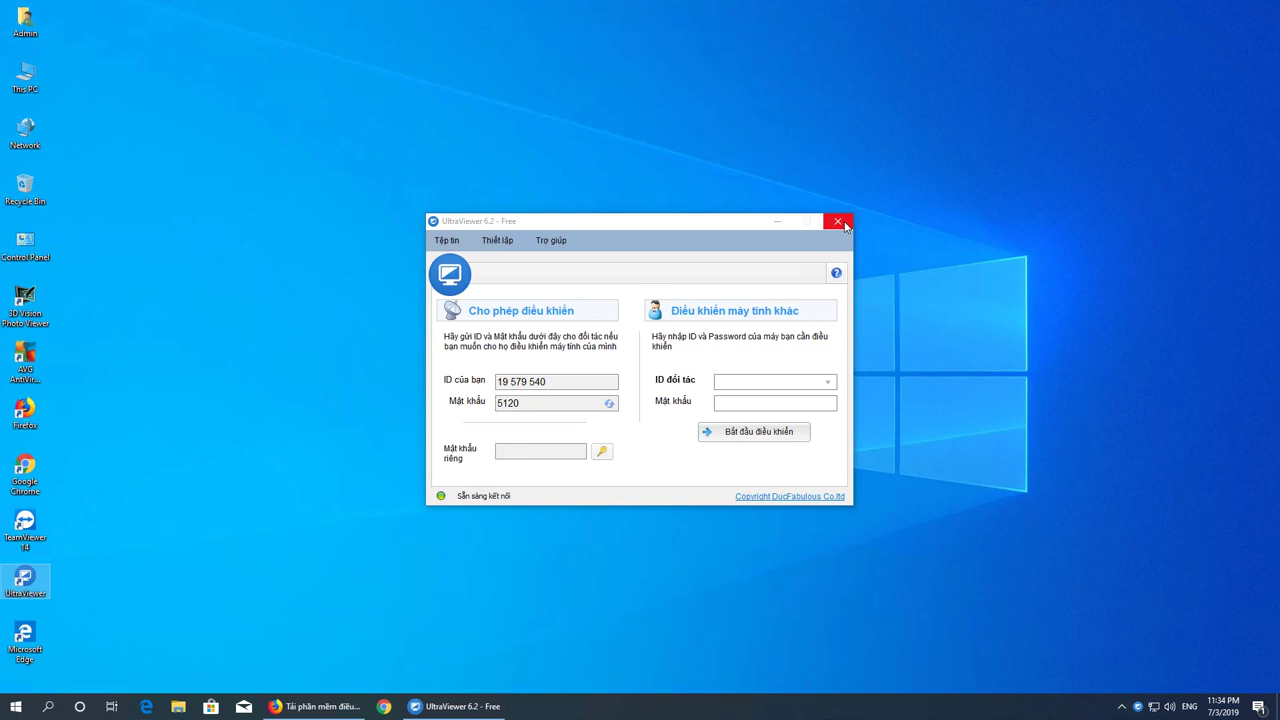 Admin
This PC
Network
Recycle Bin
Control Panel
3D Vision
Photo Viewer
AVG
AntiVir...
Firefox
Google
Chrome
TeamViewer
14
UltraViewer
Microsoft
Edge
UltraViewer 6.2 - Free
Tệp tin Thiết lập Trợ giúp
Cho phép điều khiển
Hãy gửi ID và Mật khẩu dưới đây cho đối tác nếu
bạn muốn cho họ điều khiển máy tính của mình
ID của bạn 19 579 540
Mật khẩu 5120
Mật khẩu
riêng
Điều khiển máy tính khác
Hãy nhập ID và Password của máy bạn cần điều
khiển
ID đối tác
Mật khẩu
Bắt đầu điều khiển
Sẵn sàng kết nối
Copyright DucFabulous Co,ltd
Tải phần mềm điều...
UltraViewer 6.2 - Free
ENG
11:34 PM
7/3/2019
1